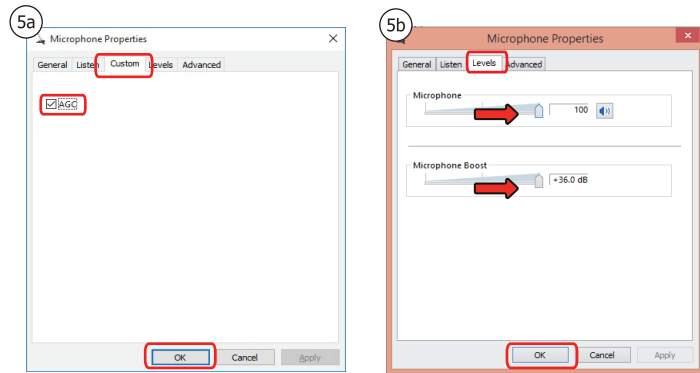 5a
Microphone Properties
General Listen Custom Levels Advanced
AGC
OK Cancel Apply
5b
Microphone Properties
General Listen Levels Advanced
Microphone
100
Microphone Boost
+36.0 dB
OK Cancel Apply